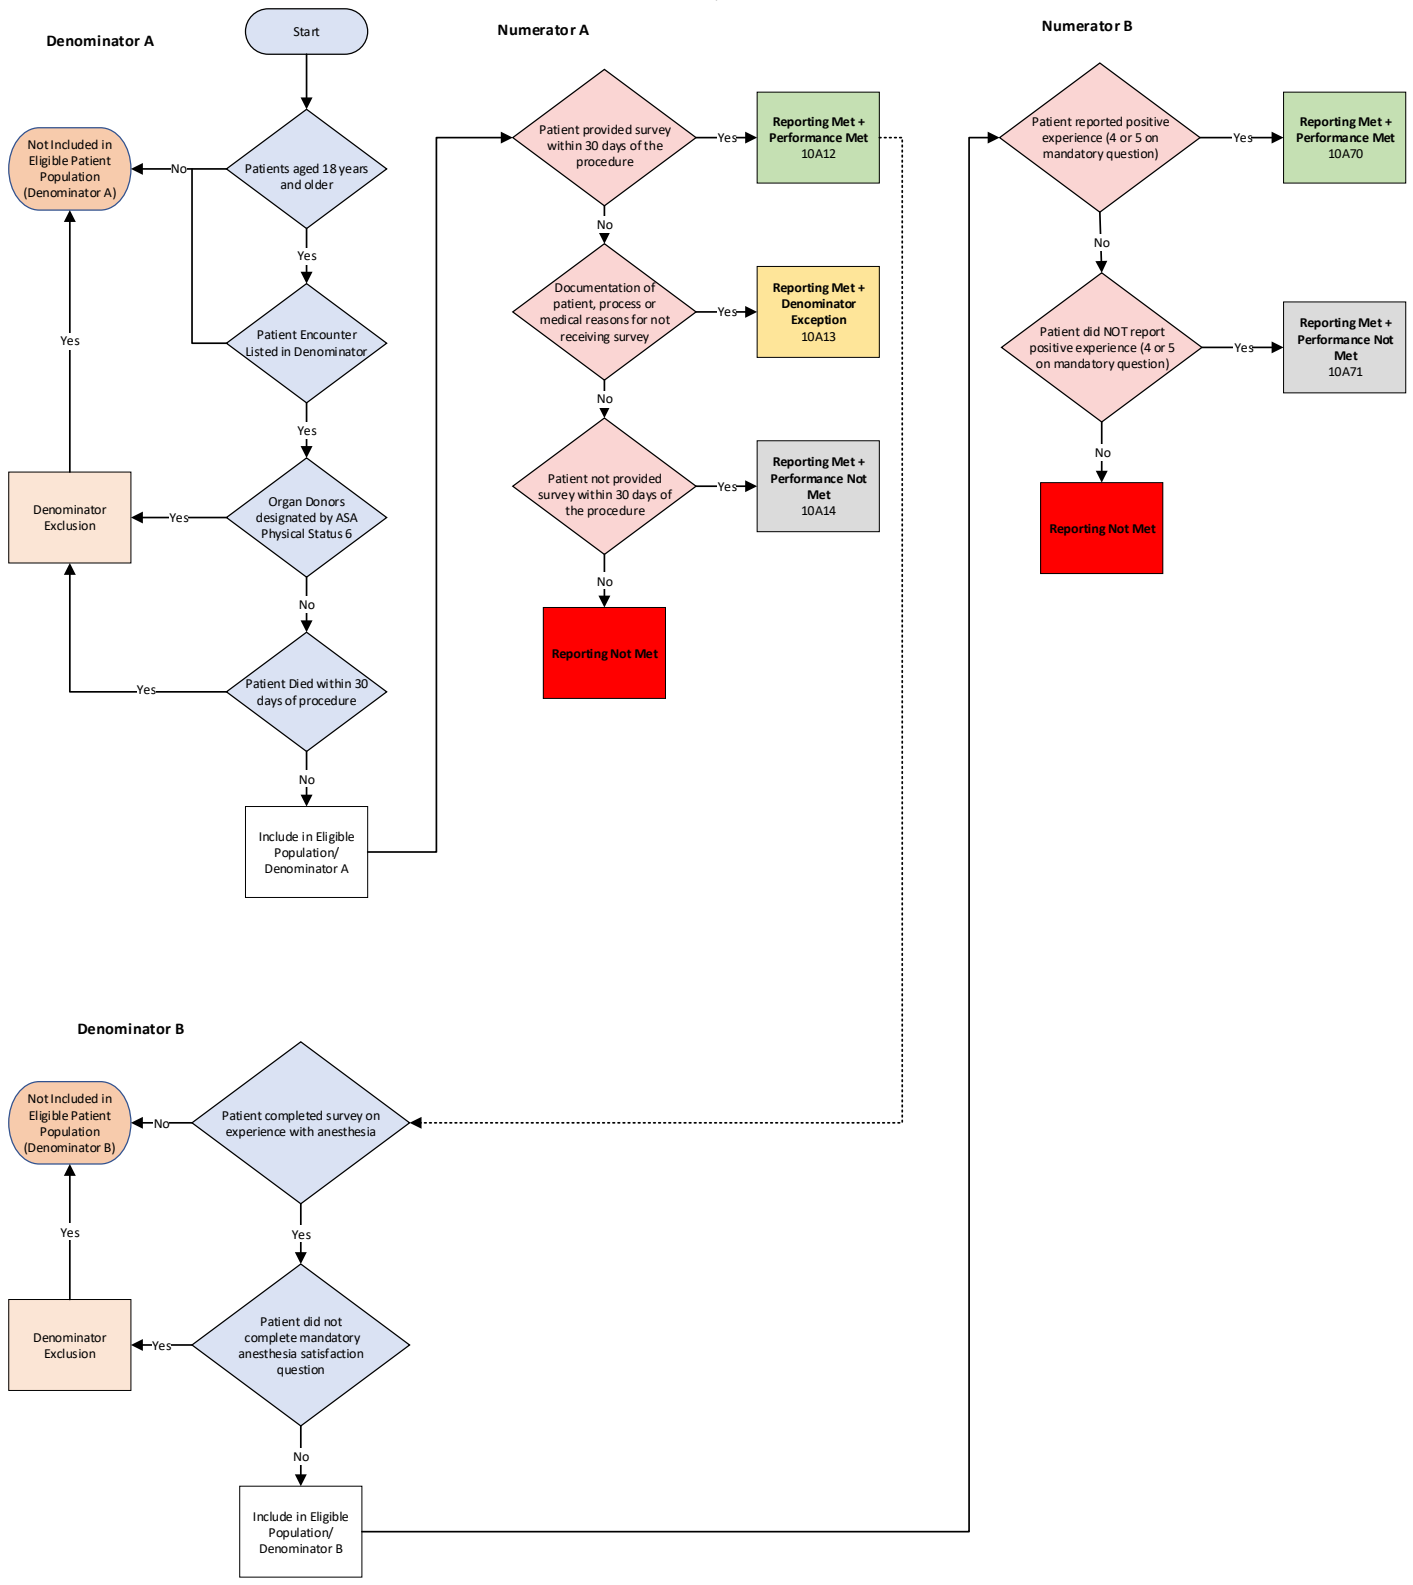 Denominator A
Start
Not Included in
Eligible Patient
Population
(Denominator A)
No
Patients aged 18 years
and older
Yes
Patient Encounter
Listed in Denominator
Yes
Yes
Denominator
Exclusion
Yes
Organ Donors
designated by ASA
Physical Status 6
No
Yes
Patient Died within 30
days of procedure
No
Include in Eligible
Population/
Denominator A
Numerator A
Patient provided survey
within 30 days of the
procedure
Yes
Reporting Met +
Performance Met
10A12
No
Documentation of
patient, process or
medical reasons for not
receiving survey
Yes
Reporting Met +
Denominator
Exception
10A13
No
Patient not provided
survey within 30 days of
the procedure
Yes
Reporting Met +
Performance Not
Met
10A14
No
Reporting Not Met
Denominator B
Not Included in
Eligible Patient
Population
(Denominator B)
No
Patient completed survey on
experience with anesthesia
Yes
Yes
Denominator
Exclusion
Yes
Patient did not
complete mandatory
anesthesia satisfaction
question
No
Include in Eligible
Population/
Denominator B
Numerator B
Patient reported positive
experience (4 or 5 on
mandatory question)
Yes
Reporting Met +
Performance Met
10A70
No
Patient did NOT report
positive experience (4 or 5
on mandatory question)
Yes
Reporting Met +
Performance Not
Met
10A71
No
Reporting Not Met